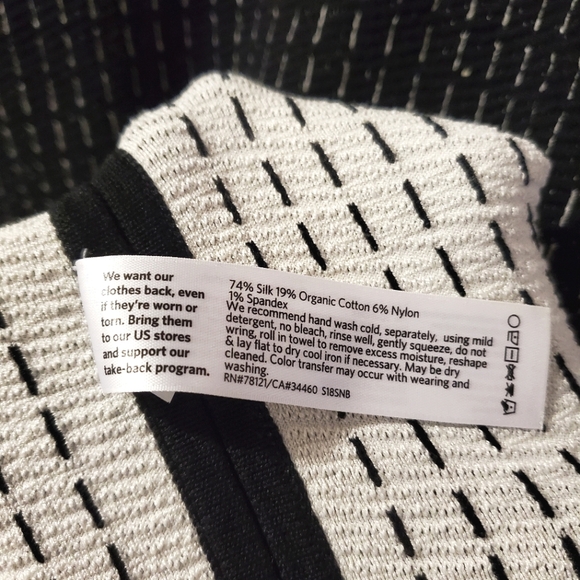 We want our
clothes back, even
if they're worn or
torn. Bring them
to our US stores
and support our
take-back program.
74% Silk 19% Organic Cotton 6% Nylon
1% Spandex
We recommend hand wash cold, separately, using mild
detergent, no bleach, rinse well, gently squeeze, do not
wring, roll in towel to remove excess moisture, reshape
& lay flat to dry cool iron if necessary. May be dry
cleaned. Color transfer may occur with wearing and
washing.
RN#78121/CA#34460 S18SNB